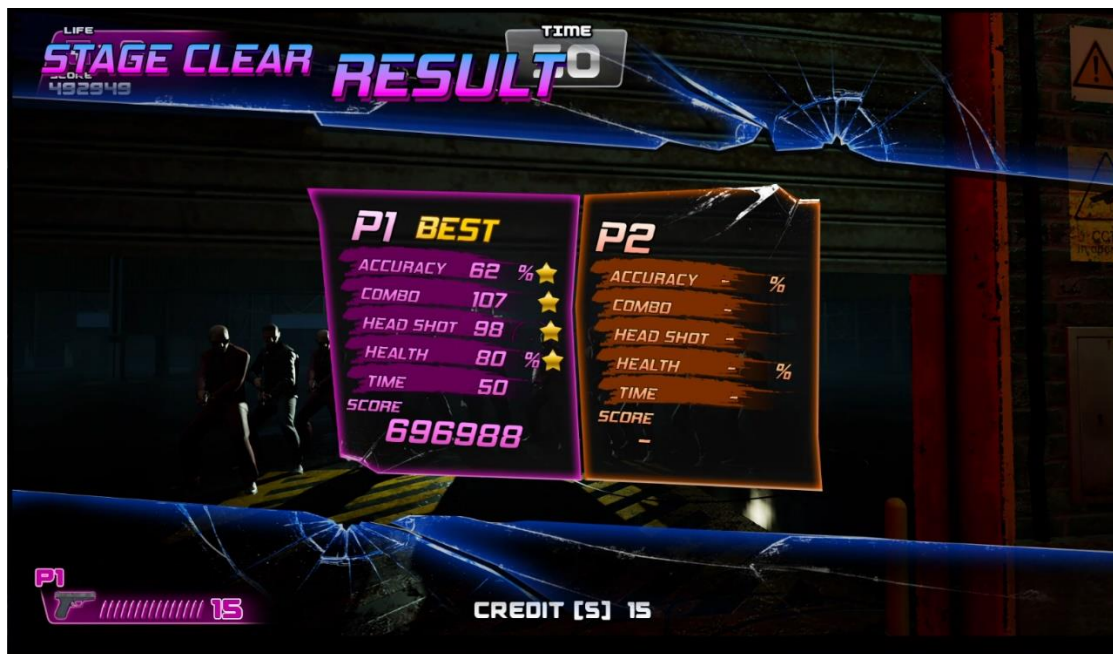 LIFE
TIME
STAGE CLEAR
RESULT
50
SCORE
492949
P1 BEST
ACCURACY 62 %
COMBO 107
HEAD SHOT 98
HEALTH 80 %
TIME 50
SCORE
696988
P2
ACCURACY - %
COMBO -
HEAD SHOT -
HEALTH - %
TIME -
SCORE
-
P1
15
CREDIT [S] 15